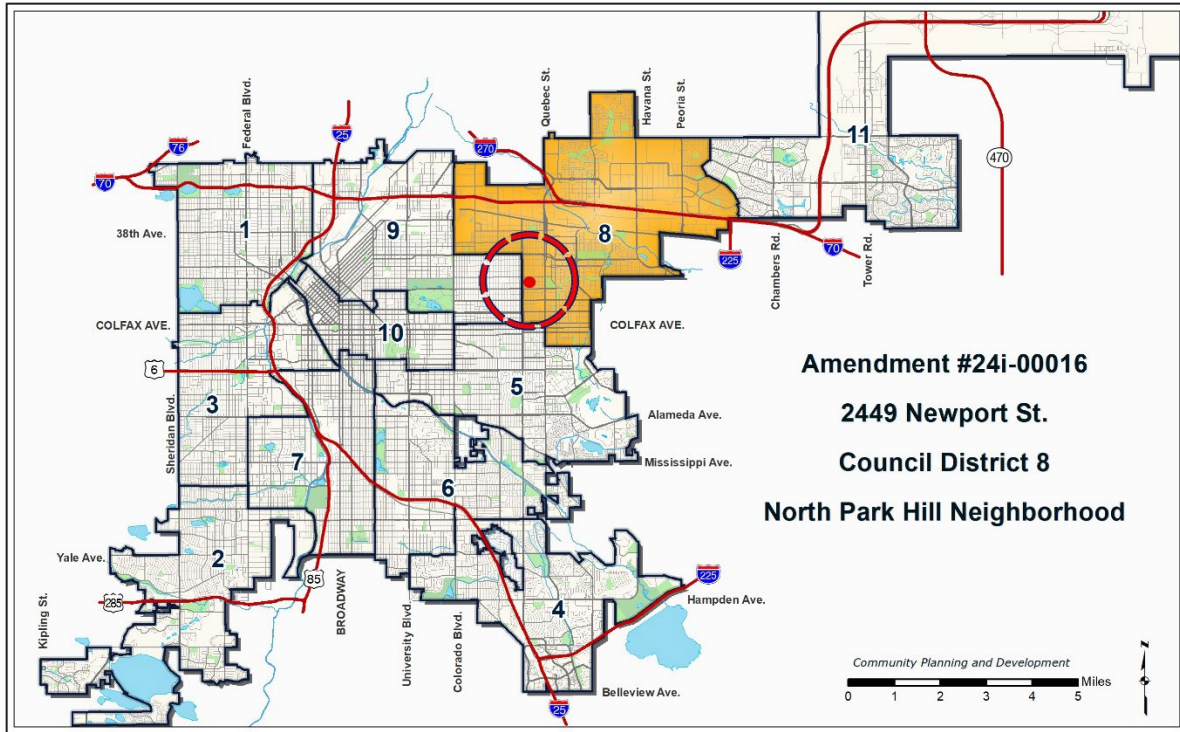 Federal Blvd.
Quebec St.
Havana St.
Peoria St.
76
25
270
11
70
470
38th Ave.
1
9
8
225
70
Chambers Rd.
Tower Rd.
COLFAX AVE.
10
COLFAX AVE.
6
3
5
Sheridan Blvd.
Alameda Ave.
7
Mississippi Ave.
6
Amendment #24i-00016
2449 Newport St.
Council District 8
North Park Hill Neighborhood
Yale Ave.
2
85
BROADWAY
225
285
4
Hampden Ave.
Kipling St.
University Blvd.
Colorado Blvd.
Belleview Ave.
25
Community Planning and Development
0 1 2 3 4 5 Miles
N